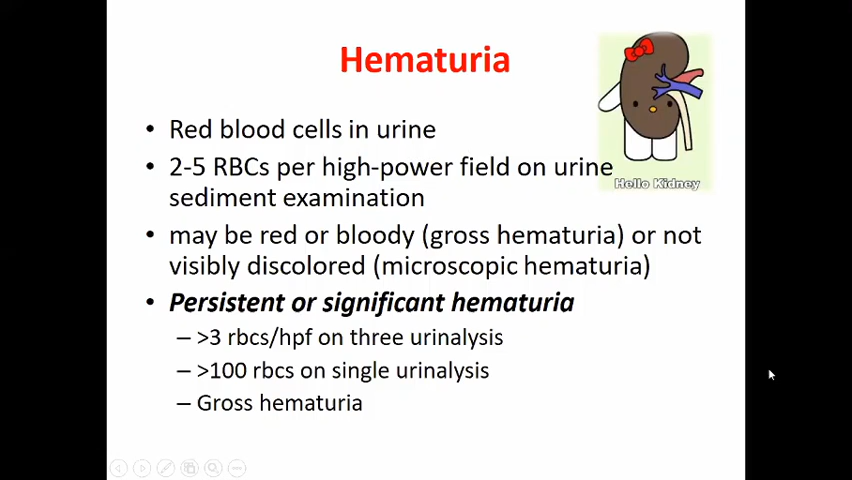 Hematuria
• Red blood cells in urine
• 2-5 RBCs per high-power field on urine
sediment examination
Hello Kidney
• may be red or bloody (gross hematuria) or not
visibly discolored (microscopic hematuria)
• Persistent or significant hematuria
– >3 rbcs/hpf on three urinalysis
– >100 rbcs on single urinalysis
– Gross hematuria